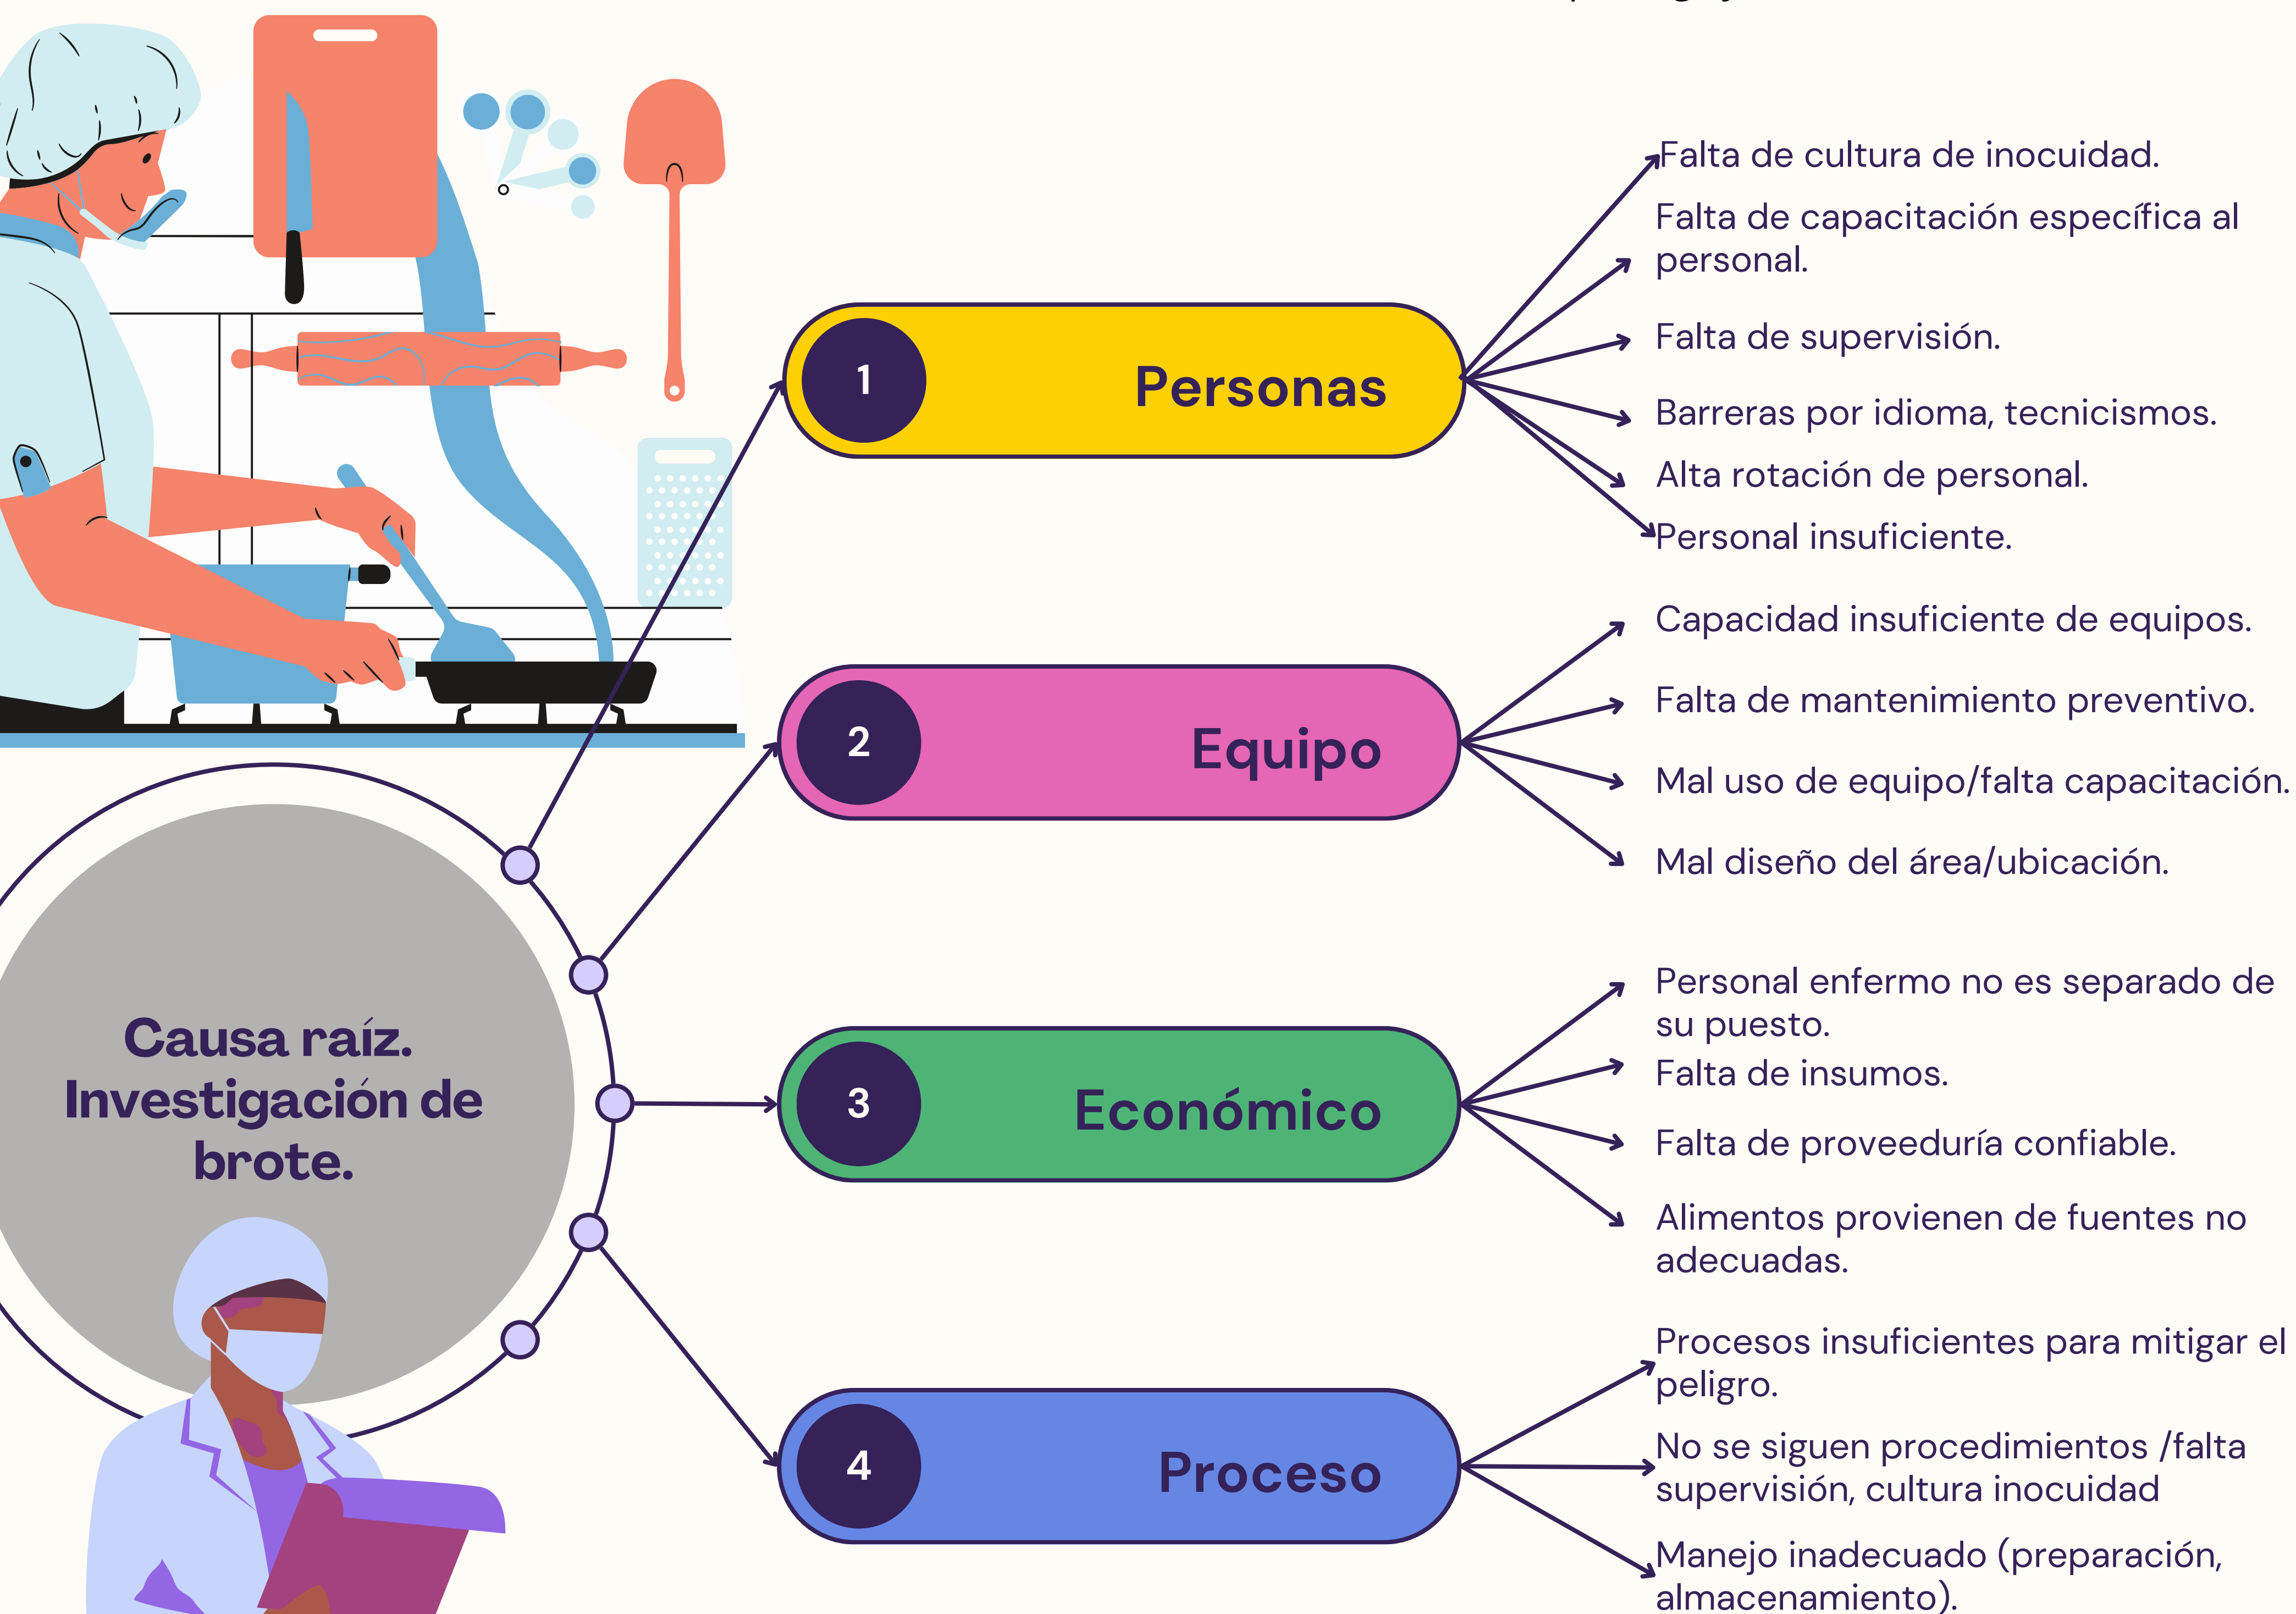 Falta de cultura de inocuidad.
Falta de capacitación específica al
personal.
Falta de supervisión.
1
Personas
Barreras por idioma, tecnicismos.
Alta rotación de personal.
Personal insuficiente.
Capacidad insuficiente de equipos.
Falta de mantenimiento preventivo.
2
Equipo
Mal uso de equipo/falta capacitación.
Mal diseño del área/ubicación.
Causa raíz.
Investigación de
brote.
Personal enfermo no es separado de
su puesto.
Falta de insumos.
3
Económico
Falta de proveeduría confiable.
Alimentos provienen de fuentes no
adecuadas.
Procesos insuficientes para mitigar el
peligro.
4
Proceso
No se siguen procedimientos /falta
supervisión, cultura inocuidad
Manejo inadecuado (preparación,
almacenamiento).